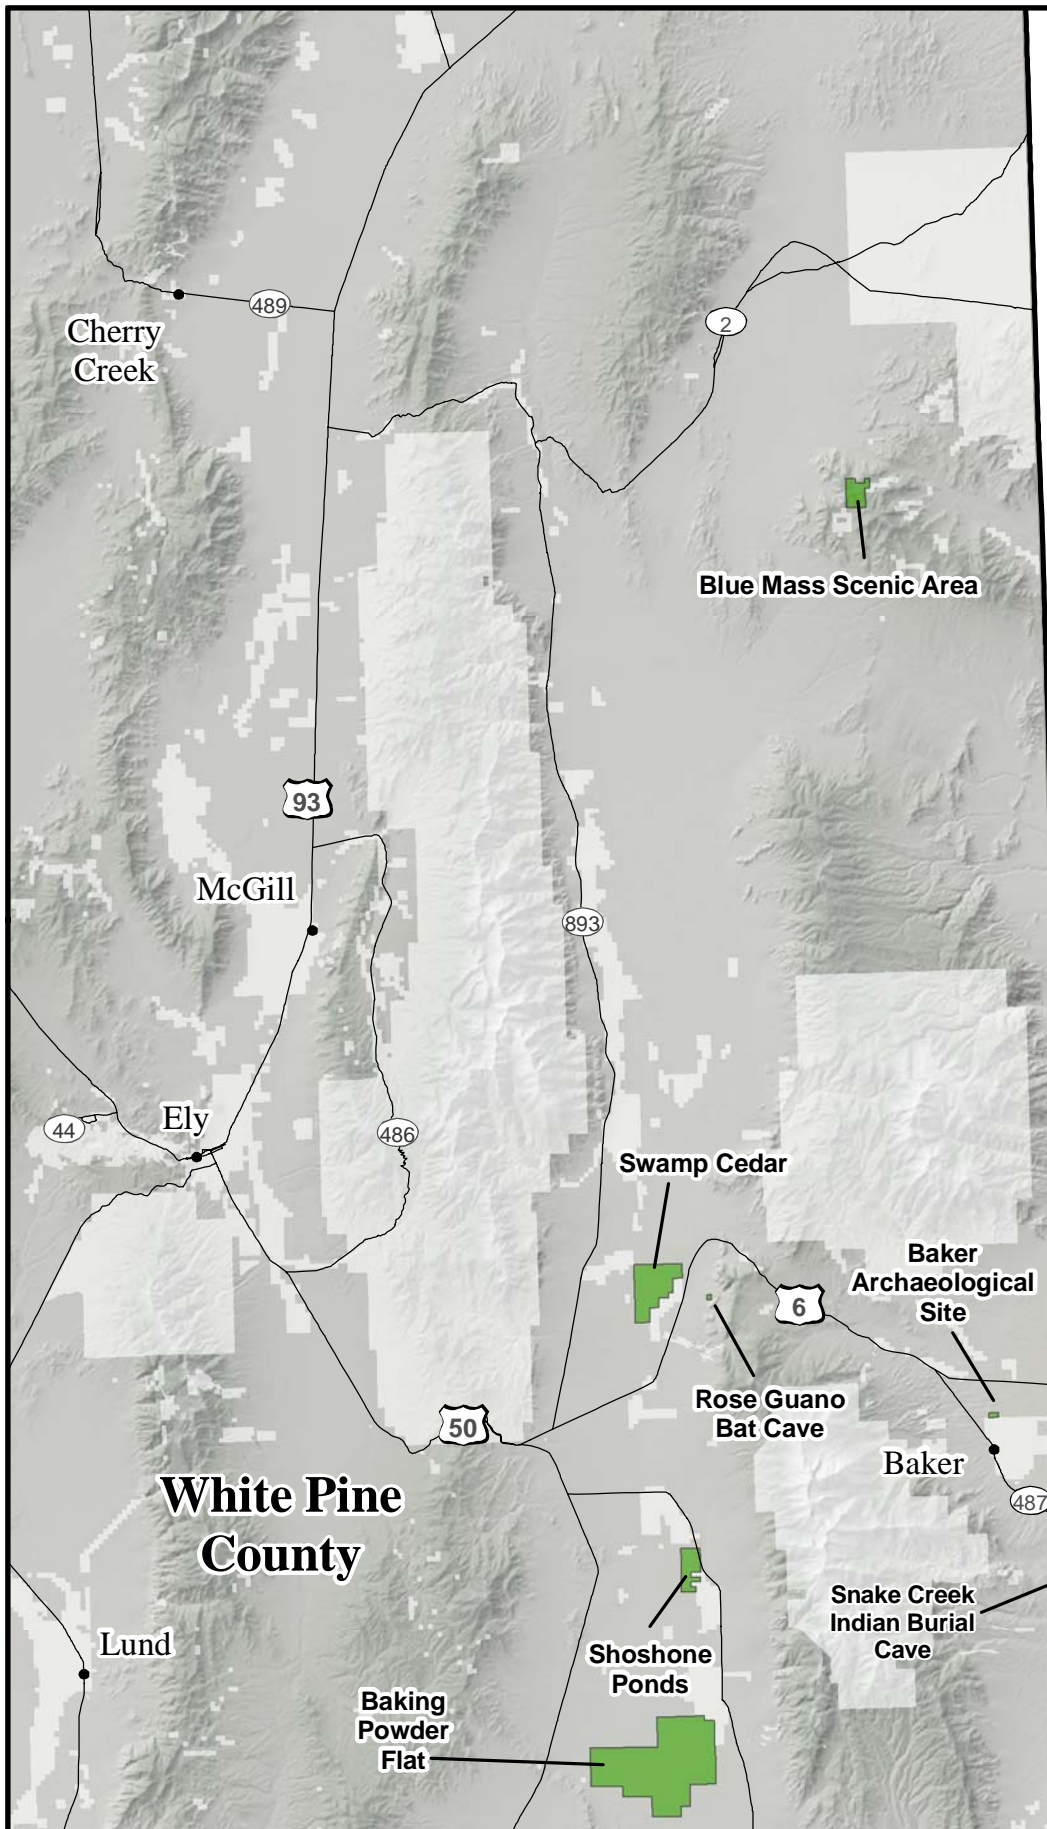 489
Cherry
Creek
2
Blue Mass Scenic Area
93
McGill
893
44
Ely
486
Swamp Cedar
Baker
Archaeological
Site
6
Rose Guano
Bat Cave
50
Baker
487
White Pine
County
Snake Creek
Indian Burial
Cave
Lund
Shoshone
Ponds
Baking
Powder
Flat